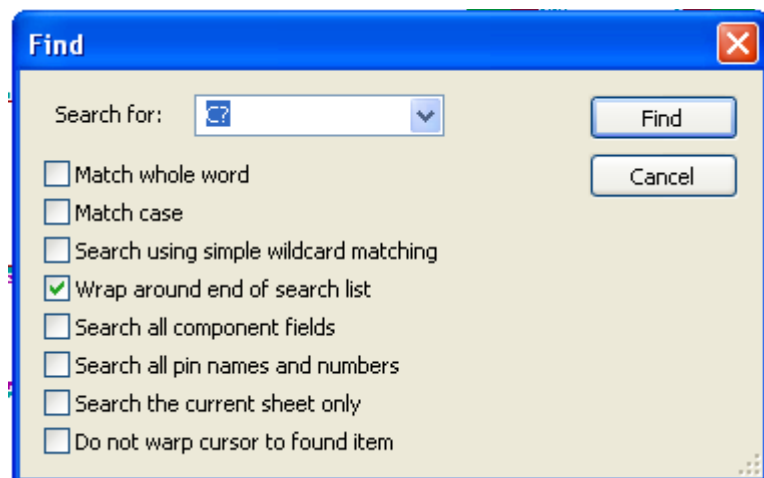 Find
Search for: C? Find
Match whole word Cancel
Match case
Search using simple wildcard matching
Wrap around end of search list
Search all component fields
Search all pin names and numbers
Search the current sheet only
Do not warp cursor to found item